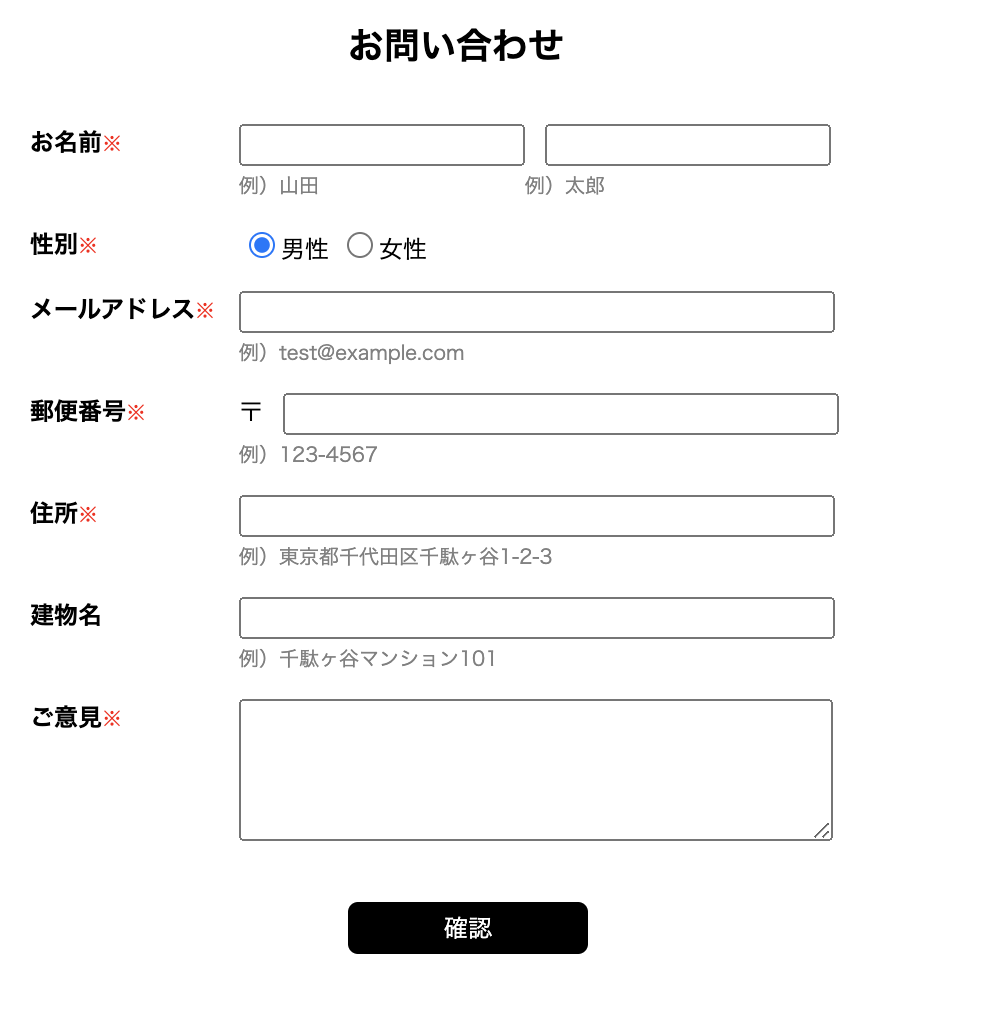 お問い合わせ
お名前※
例）山田 例）太郎
性別※ 男性 女性
メールアドレス※
例）test@example.com
郵便番号※ 〒
例）123-4567
住所※
例）東京都千代田区千駄ヶ谷1-2-3
建物名
例）千駄ヶ谷マンション101
ご意見※
確認